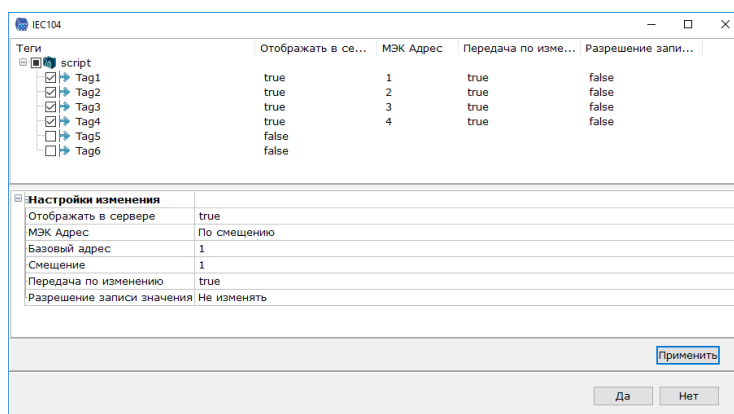 IEC104
Теги Отображать в се... МЭК Адрес Передача по изме... Разрешение запи...
script
Tag1 true 1 true false
Tag2 true 2 true false
Tag3 true 3 true false
Tag4 true 4 true false
Tag5 false
Tag6 false
Настройки изменения
Отображать в сервере true
МЭК Адрес По смещению
Базовый адрес 1
Смещение 1
Передача по изменению true
Разрешение записи значения Не изменять
Применить
Да Нет